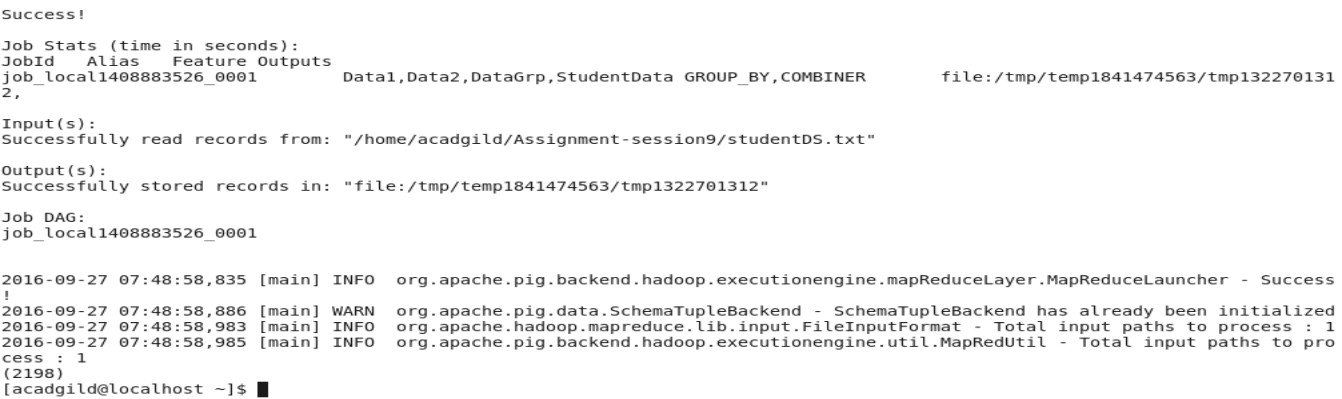 Success!
Job Stats (time in seconds):
JobId   Alias   Feature Outputs
job_local1408883526_0001        Data1,Data2,DataGrp,StudentData GROUP_BY,COMBINER       file:/tmp/temp1841474563/tmp132270131
2,
Input(s):
Successfully read records from: "/home/acadgild/Assignment-session9/studentDS.txt"
Output(s):
Successfully stored records in: "file:/tmp/temp1841474563/tmp1322701312"
Job DAG:
job_local1408883526_0001
2016-09-27 07:48:58,835 [main] INFO  org.apache.pig.backend.hadoop.executionengine.mapReduceLayer.MapReduceLauncher - Success
!
2016-09-27 07:48:58,886 [main] WARN  org.apache.pig.data.SchemaTupleBackend - SchemaTupleBackend has already been initialized
2016-09-27 07:48:58,983 [main] INFO  org.apache.hadoop.mapreduce.lib.input.FileInputFormat - Total input paths to process : 1
2016-09-27 07:48:58,985 [main] INFO  org.apache.pig.backend.hadoop.executionengine.util.MapRedUtil - Total input paths to pro
cess : 1
(2198)
[acadgild@localhost ~]$